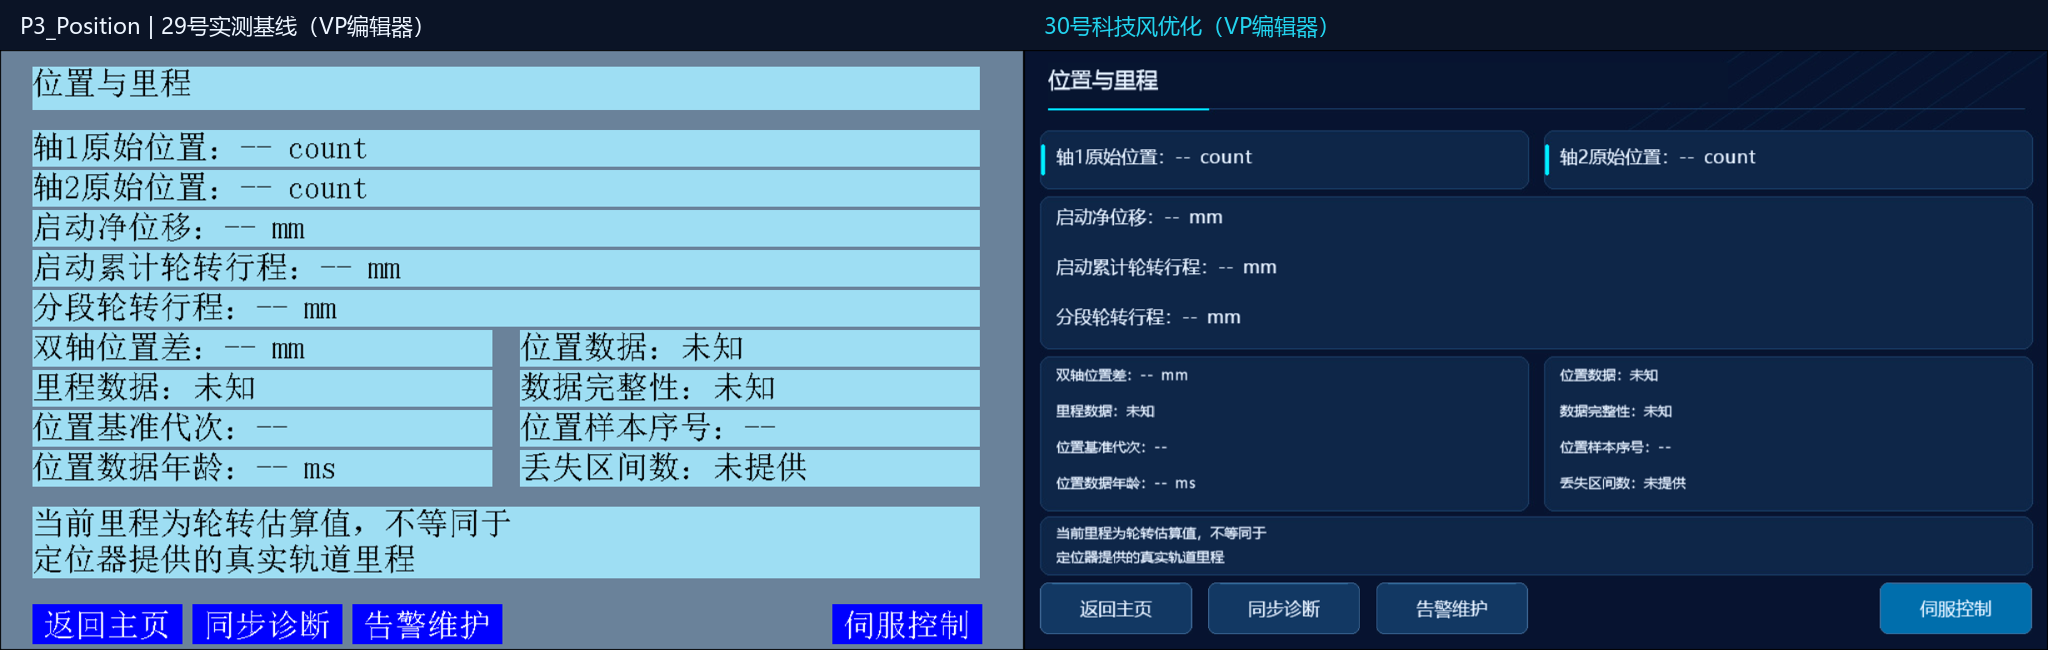 P3_Position | 29号实测基线（VP编辑器）
位置与里程
轴1原始位置：-- count
轴2原始位置：-- count
启动净位移：-- mm
启动累计轮转行程：-- mm
分段轮转行程：-- mm
双轴位置差：-- mm
位置数据：未知
里程数据：未知
数据完整性：未知
位置基准代次：--
位置样本序号：--
位置数据年龄：-- ms
丢失区间数：未提供
当前里程为轮转估算值，不等同于
定位器提供的真实轨道里程
返回主页
同步诊断
告警维护
伺服控制
30号科技风优化（VP编辑器）
位置与里程
轴1原始位置：-- count
轴2原始位置：-- count
启动净位移：-- mm
启动累计轮转行程：-- mm
分段轮转行程：-- mm
双轴位置差：-- mm
里程数据：未知
位置基准代次：--
位置数据年龄：-- ms
位置数据：未知
数据完整性：未知
位置样本序号：--
丢失区间数：未提供
当前里程为轮转估算值，不等同于
定位器提供的真实轨道里程
返回主页
同步诊断
告警维护
伺服控制